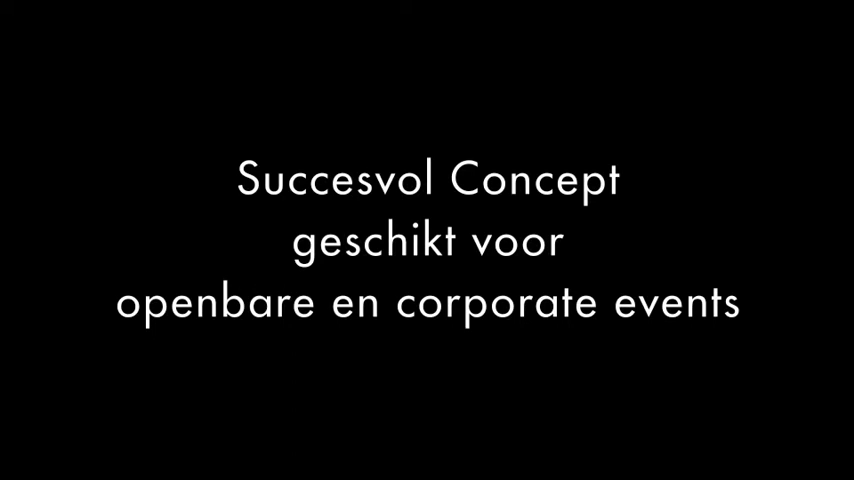 Succesvol Concept
geschikt voor
openbare en corporate events